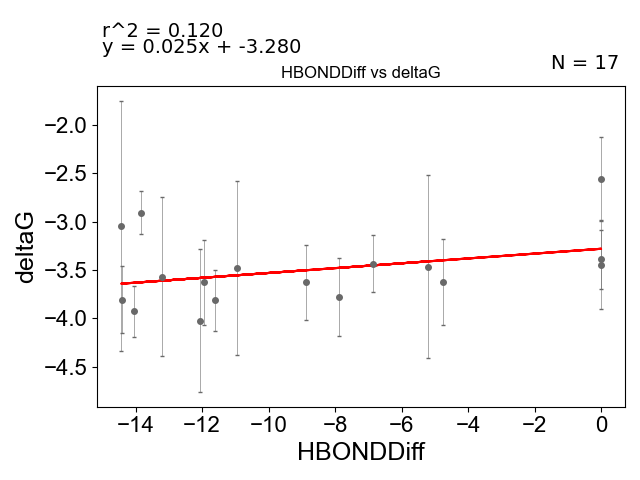 r^2 = 0.120
y = 0.025x + -3.280
N = 17
HBONDDiff vs deltaG
−2.0
−2.5
−3.0
−3.5
−4.0
−4.5
deltaG
−14 −12 −10 −8 −6 −4 −2 0
HBONDDiff